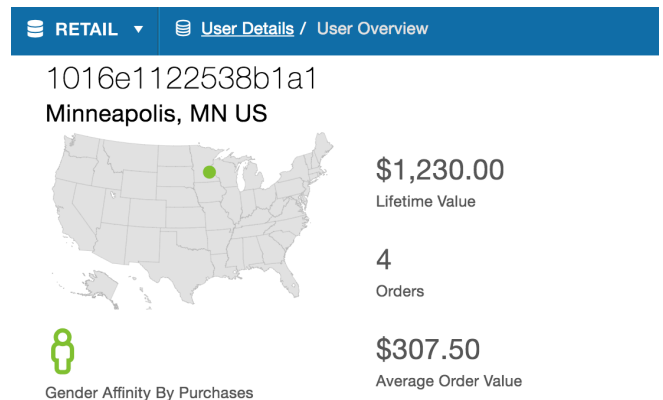 RETAIL
User Details / User Overview
1016e1122538b1a1
Minneapolis, MN US
$1,230.00
Lifetime Value
4
Orders
$307.50
Average Order Value
Gender Affinity By Purchases